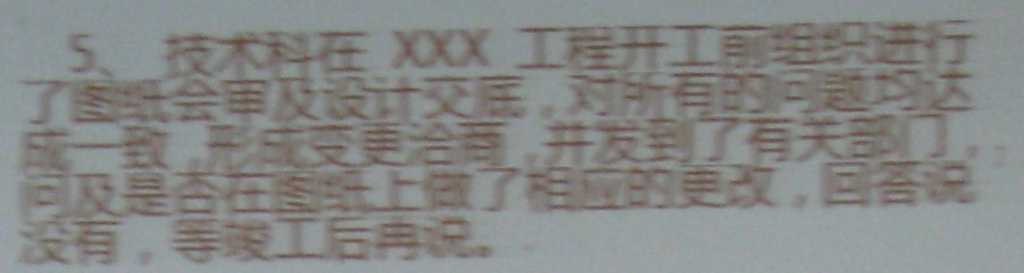 5、技术科在 XXX 工程开工前组织进行
了图纸会审及设计交底，对所有的问题均达
成一致，形成变更洽商，并发到了有关部门，
问及是否在图纸上做了相应的更改，回答说
没有，等竣工后再说。